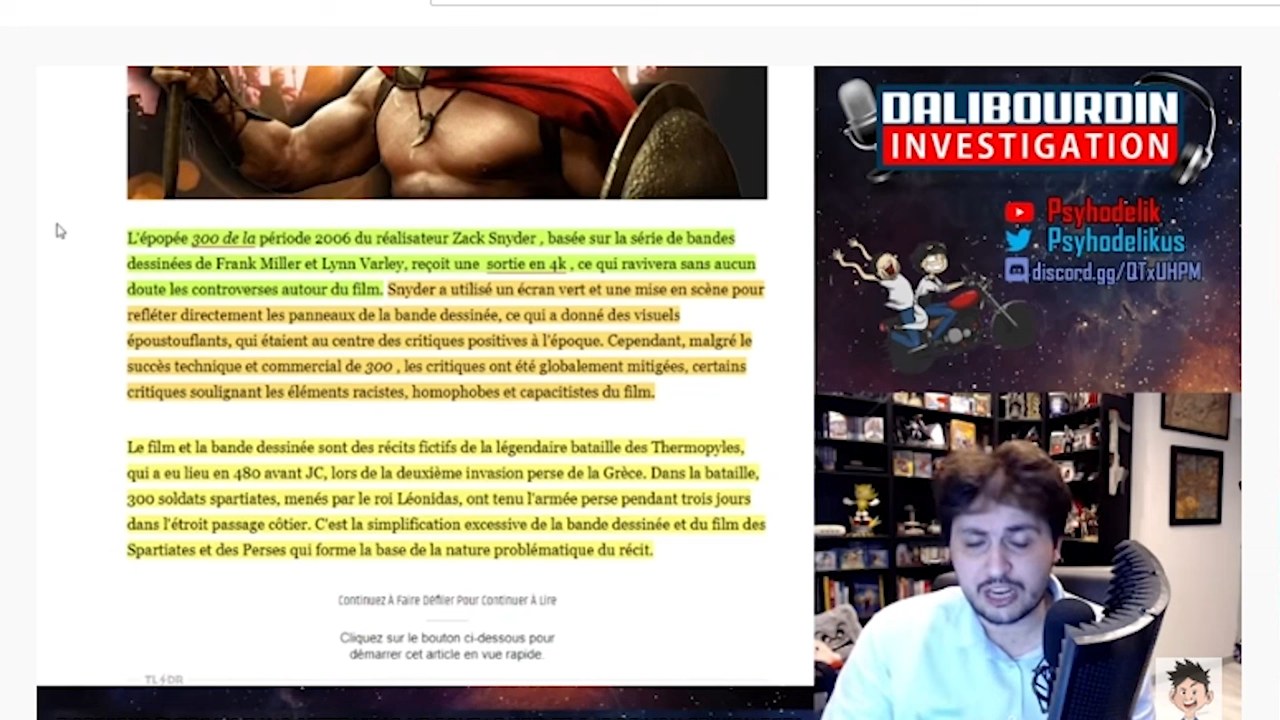 L'épopée 300 de la période 2006 du réalisateur Zack Snyder , basée sur la série de bandes
dessinées de Frank Miller et Lynn Varley, reçoit une sortie en 4k , ce qui ravivera sans aucun
doute les controverses autour du film. Snyder a utilisé un écran vert et une mise en scène pour
refléter directement les panneaux de la bande dessinée, ce qui a donné des visuels
époustouflants, qui étaient au centre des critiques positives à l'époque. Cependant, malgré le
succès technique et commercial de 300 , les critiques ont été globalement mitigées, certains
critiques soulignant les éléments racistes, homophobes et capacitistes du film.
Le film et la bande dessinée sont des récits fictifs de la légendaire bataille des Thermopyles,
qui a eu lieu en 480 avant JC, lors de la deuxième invasion perse de la Grèce. Dans la bataille,
300 soldats spartiates, menés par le roi Léonidas, ont tenu l'armée perse pendant trois jours
dans l'étroit passage côtier. C'est la simplification excessive de la bande dessinée et du film des
Spartiates et des Perses qui forme la base de la nature problématique du récit.
Continuez À Faire Défiler Pour Continuer À Lire
Cliquez sur le bouton ci-dessous pour
démarrer cet article en vue rapide.
TL;DR
DALIBOURDIN
INVESTIGATION
Psyhodelik
Psyhodelikus
discord.gg/QTxUHPM